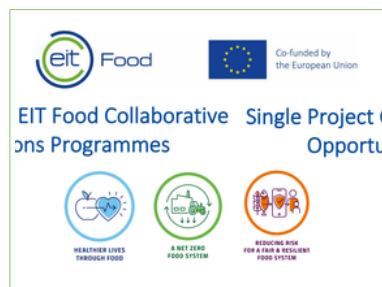 eit Food
Co-funded by
the European Union
EIT Food Collaborative
ons Programmes
Single Project
Opportu
HEALTHIER LIVES
THROUGH FOOD
A NET ZERO
FOOD SYSTEM
REDUCING RISK
FOR A FAIR & RESILIENT
FOOD SYSTEM